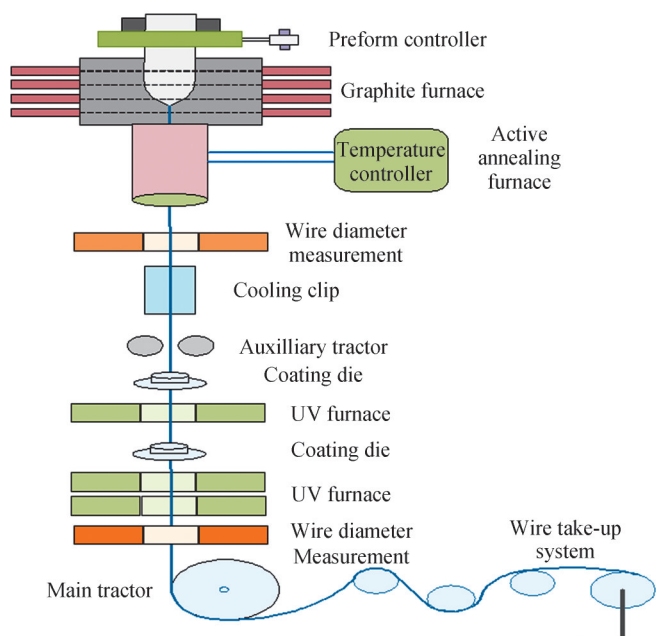 Preform controller
Graphite furnace
Temperature
controller
Active
annealing
furnace
Wire diameter
measurement
Cooling clip
Auxilliary tractor
Coating die
UV furnace
Coating die
UV furnace
Wire diameter
Measurement
Wire take-up
system
Main tractor